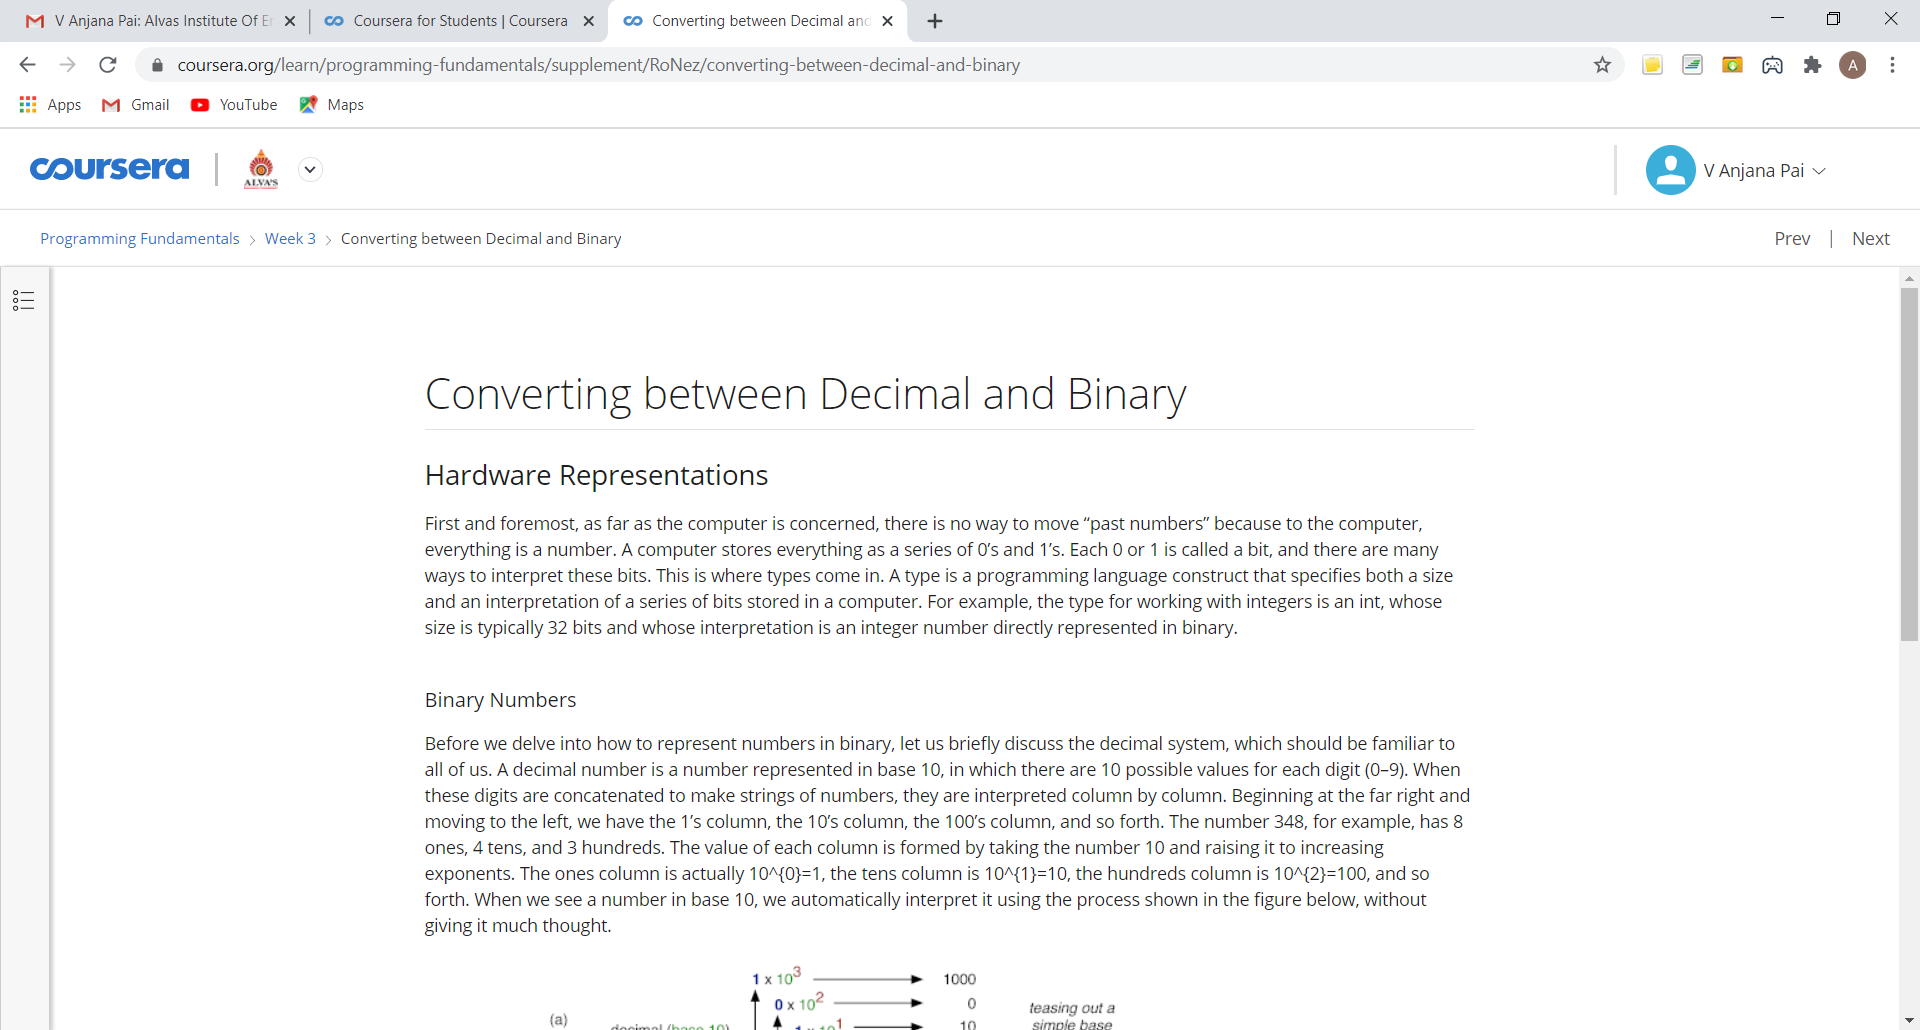 V Anjana Pai: Alvas Institute Of E
Coursera for Students | Coursera
Converting between Decimal and
coursera.org/learn/programming-fundamentals/supplement/RoNez/converting-between-decimal-and-binary
A
Apps
Gmail
YouTube
Maps
coursera
ALVA'S
V Anjana Pai
Programming Fundamentals > Week 3 > Converting between Decimal and Binary
Prev | Next
Converting between Decimal and Binary
Hardware Representations
First and foremost, as far as the computer is concerned, there is no way to move “past numbers” because to the computer,
everything is a number. A computer stores everything as a series of 0’s and 1’s. Each 0 or 1 is called a bit, and there are many
ways to interpret these bits. This is where types come in. A type is a programming language construct that specifies both a size
and an interpretation of a series of bits stored in a computer. For example, the type for working with integers is an int, whose
size is typically 32 bits and whose interpretation is an integer number directly represented in binary.
Binary Numbers
Before we delve into how to represent numbers in binary, let us briefly discuss the decimal system, which should be familiar to
all of us. A decimal number is a number represented in base 10, in which there are 10 possible values for each digit (0–9). When
these digits are concatenated to make strings of numbers, they are interpreted column by column. Beginning at the far right and
moving to the left, we have the 1’s column, the 10’s column, the 100’s column, and so forth. The number 348, for example, has 8
ones, 4 tens, and 3 hundreds. The value of each column is formed by taking the number 10 and raising it to increasing
exponents. The ones column is actually 10^{0}=1, the tens column is 10^{1}=10, the hundreds column is 10^{2}=100, and so
forth. When we see a number in base 10, we automatically interpret it using the process shown in the figure below, without
giving it much thought.
1 x 10³ 1000
0 x 10² 0
teasing out a
(a)
decimal (base 10)
1 x 10¹ 10
simple base